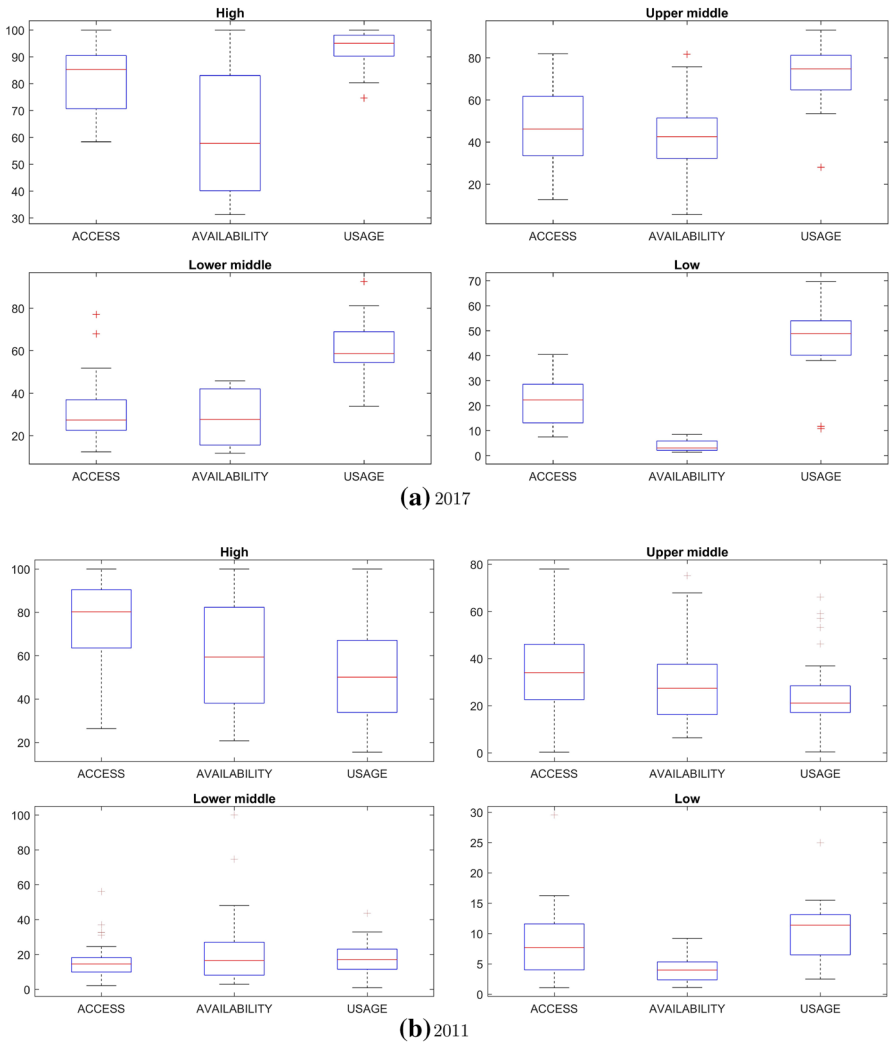 High
Upper middle
100
90
80
70
60
50
40
30
ACCESS
AVAILABILITY
USAGE
80
60
40
20
ACCESS
AVAILABILITY
USAGE
Lower middle
Low
80
60
40
20
ACCESS
AVAILABILITY
USAGE
70
60
50
40
30
20
10
0
ACCESS
AVAILABILITY
USAGE
(a) 2017
High
Upper middle
100
80
60
40
20
ACCESS
AVAILABILITY
USAGE
80
60
40
20
0
ACCESS
AVAILABILITY
USAGE
Lower middle
Low
100
80
60
40
20
0
ACCESS
AVAILABILITY
USAGE
30
25
20
15
10
5
0
ACCESS
AVAILABILITY
USAGE
(b) 2011